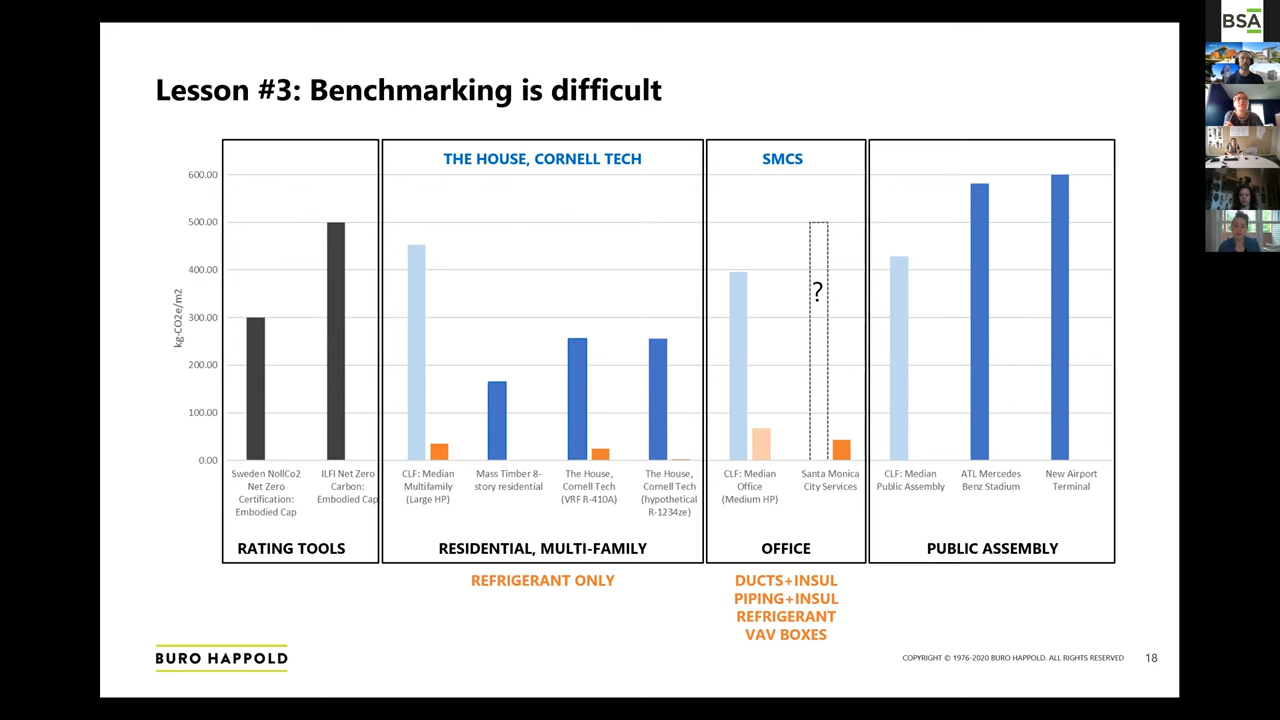 BSA
Lesson #3: Benchmarking is difficult
THE HOUSE, CORNELL TECH
SMCS
kg-CO2e/m2
600.00
500.00
400.00
300.00
200.00
100.00
0.00
?
Sweden NollCo2
Net Zero
Certification:
Embodied Cap
ILFI Net Zero
Carbon:
Embodied Cap
CLF: Median
Multifamily
(Large HP)
Mass Timber 8-
story residential
The House,
Cornell Tech
(VRF R-410A)
The House,
Cornell Tech
(hypothetical
R-1234ze)
CLF: Median
Office
(Medium HP)
Santa Monica
City Services
CLF: Median
Public Assembly
ATL Mercedes
Benz Stadium
New Airport
Terminal
RATING TOOLS
RESIDENTIAL, MULTI-FAMILY
OFFICE
PUBLIC ASSEMBLY
REFRIGERANT ONLY
DUCTS+INSUL
PIPING+INSUL
REFRIGERANT
VAV BOXES
BURO HAPPOLD
COPYRIGHT © 1976-2020 BURO HAPPOLD. ALL RIGHTS RESERVED
18